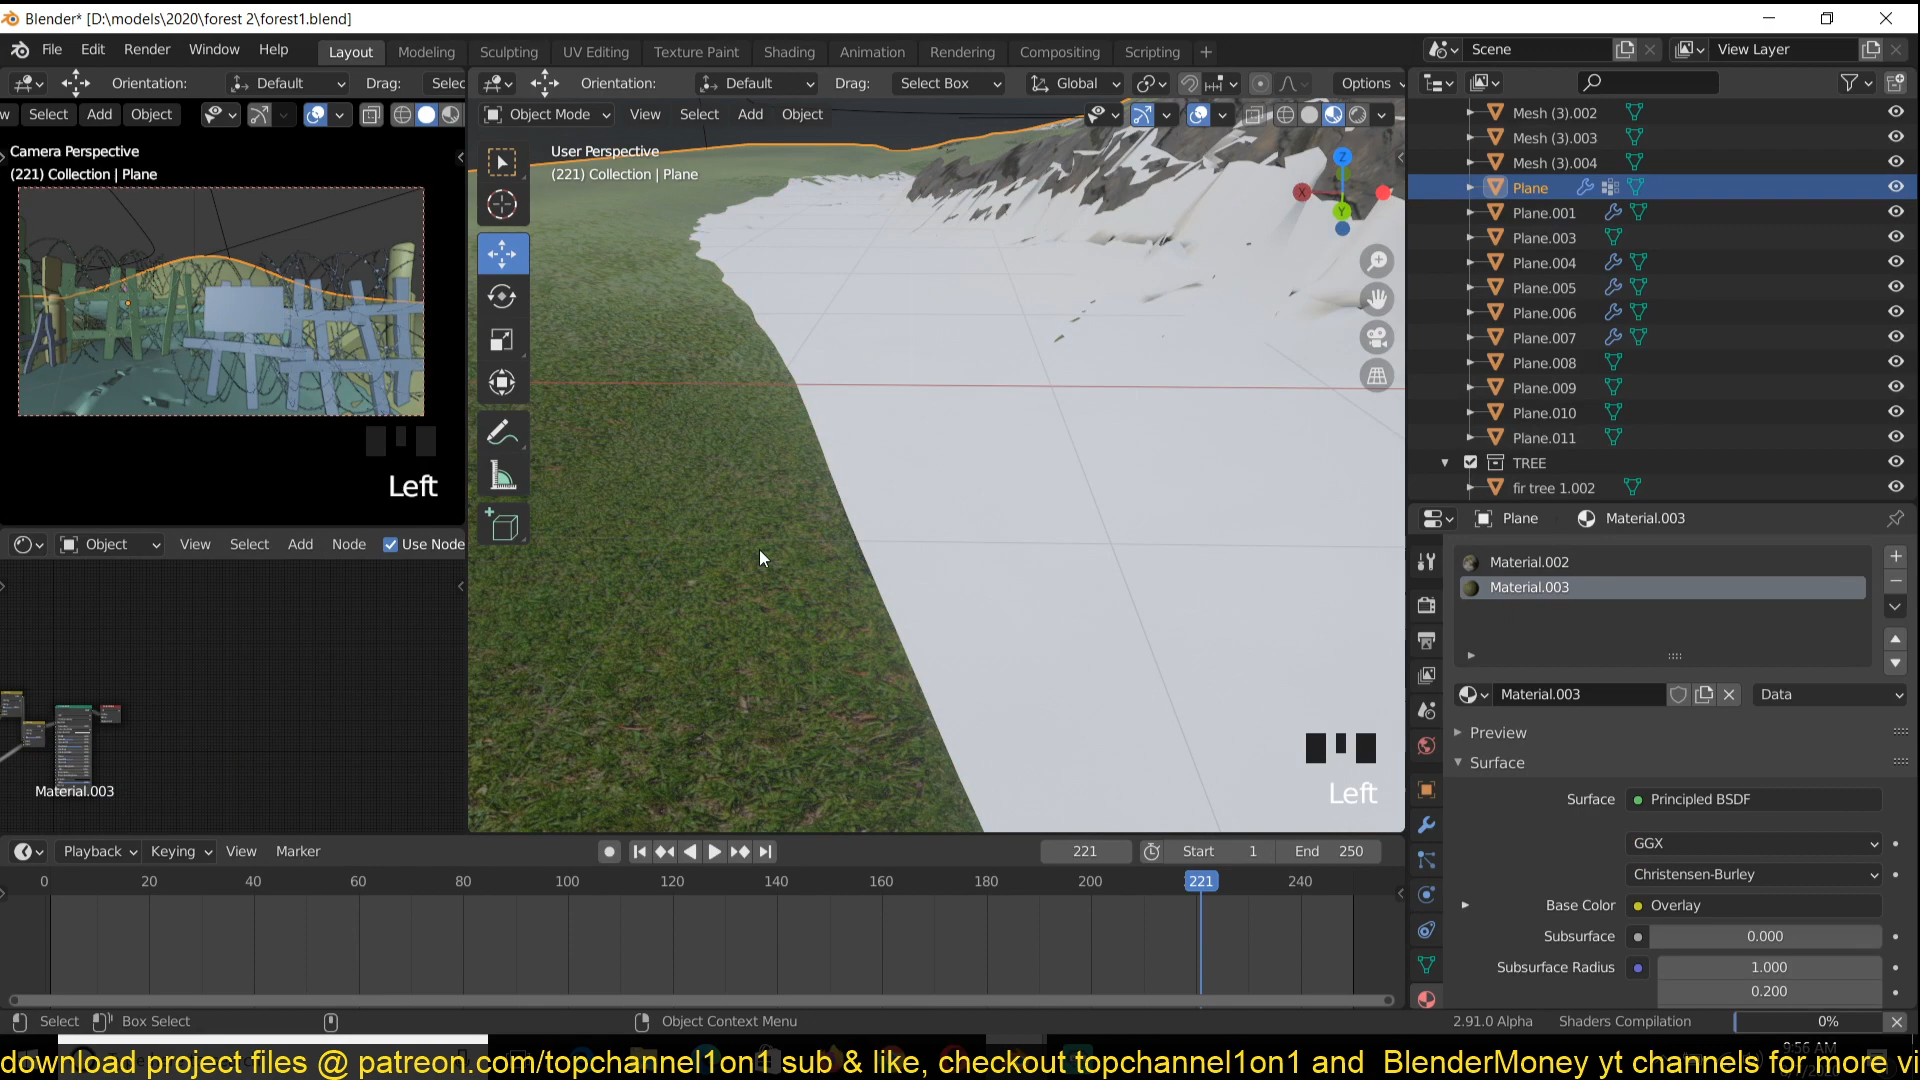 Blender* [D:\models\2020\forest 2\forest1.blend]
File Edit Render Window Help Layout Modeling Sculpting UV Editing Texture Paint Shading Animation Rendering Compositing Scripting + Scene View Layer
Orientation: Default Drag: Selec Orientation: Default Drag: Select Box Global Options
w Select Add Object Object Mode View Select Add Object
Camera Perspective
(221) Collection | Plane
User Perspective
(221) Collection | Plane
X Y Z
Left
Left
Mesh (3).002
Mesh (3).003
Mesh (3).004
Plane
Plane.001
Plane.003
Plane.004
Plane.005
Plane.006
Plane.007
Plane.008
Plane.009
Plane.010
Plane.011
TREE
fir tree 1.002
Object View Select Add Node Use Node
Material.003
Plane Material.003
Material.002
Material.003
Material.003 Data
Preview
Surface
Surface Principled BSDF
GGX
Christensen-Burley
Base Color Overlay
Subsurface 0.000
Subsurface Radius 1.000
0.200
Playback Keying View Marker 221 Start 1 End 250
0 20 40 60 80 100 120 140 160 180 200 221 240
Select Box Select Object Context Menu 2.91.0 Alpha Shaders Compilation 0%
download project files @ patreon.com/topchannel1on1 sub & like, checkout topchannel1on1 and BlenderMoney yt channels for more vi
9:56 AM